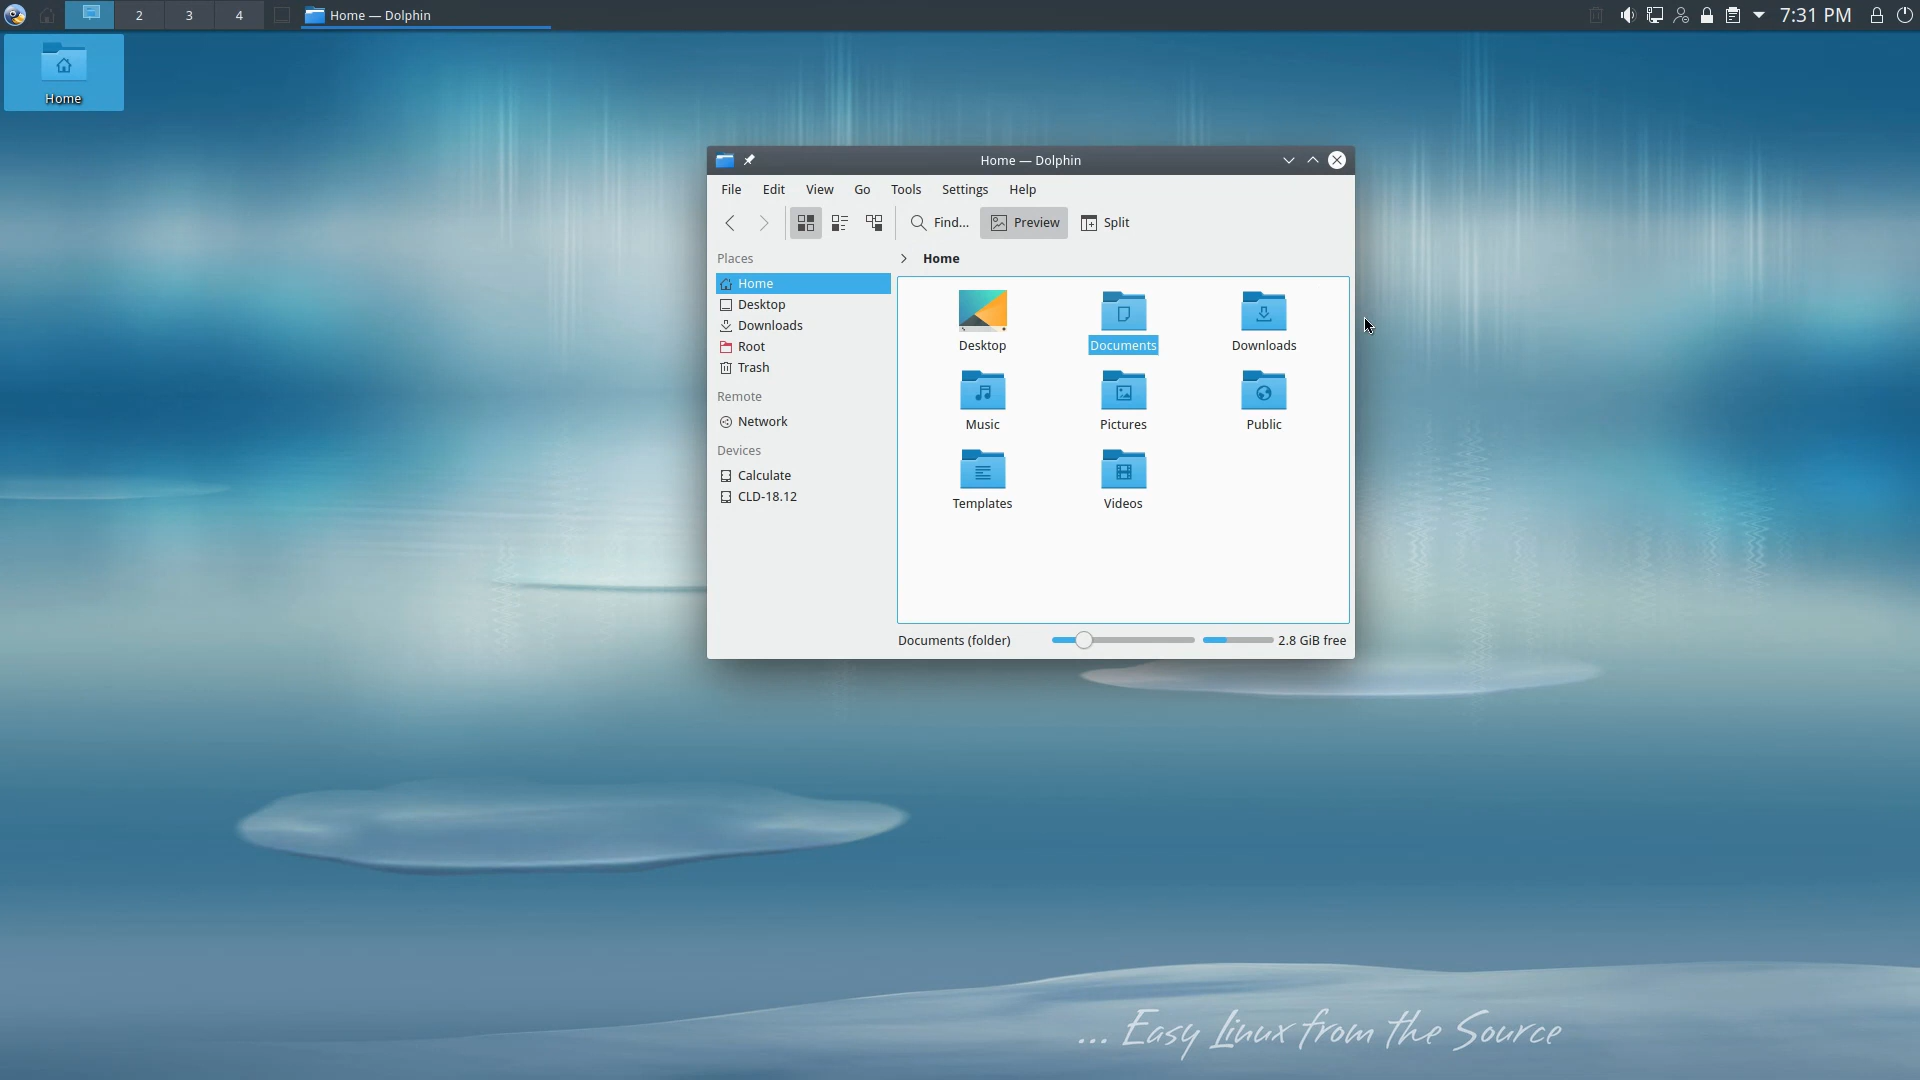 2 3 4 Home — Dolphin 7:31 PM
Home
Home — Dolphin
File Edit View Go Tools Settings Help
Find... Preview Split
Places
Home
Desktop
Downloads
Root
Trash
Remote
Network
Devices
Calculate
CLD-18.12
Home
Desktop Documents Downloads
Music Pictures Public
Templates Videos
Documents (folder) 2.8 GiB free
... Easy Linux from the Source